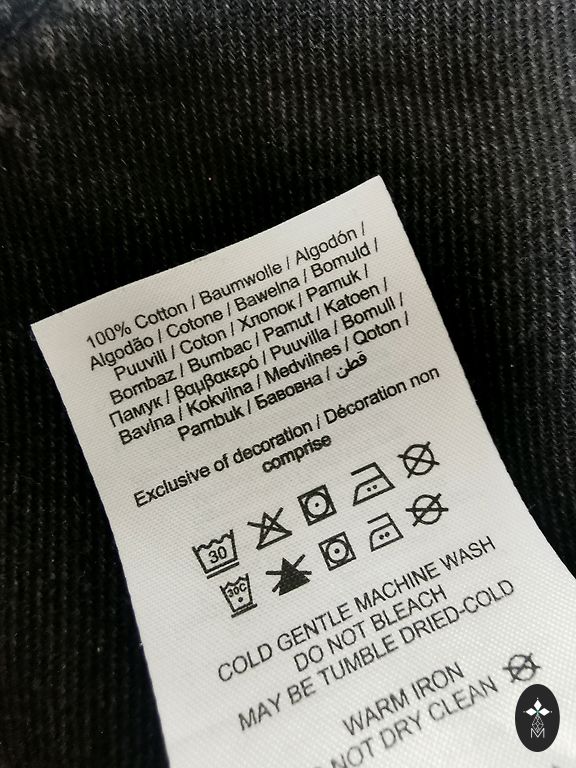 100% Cotton / Baumwolle / Algodón /
Algodão / Cotone / Bawelna / Bomuld /
Puuvill / Coton / Хлопок / Pamuk /
Bombaz / Bumbac / Pamut / Katoen /
Памук / βαμβακερό / Puuvilla / Bomull /
Bavlna / Kokvilna / Medvilnes / Qoton /
Pambuk / Бавовна / قطن
Exclusive of decoration / Décoration non
comprise
30
30C
COLD GENTLE MACHINE WASH
DO NOT BLEACH
MAY BE TUMBLE DRIED-COLD
WARM IRON
NOT DRY CLEAN